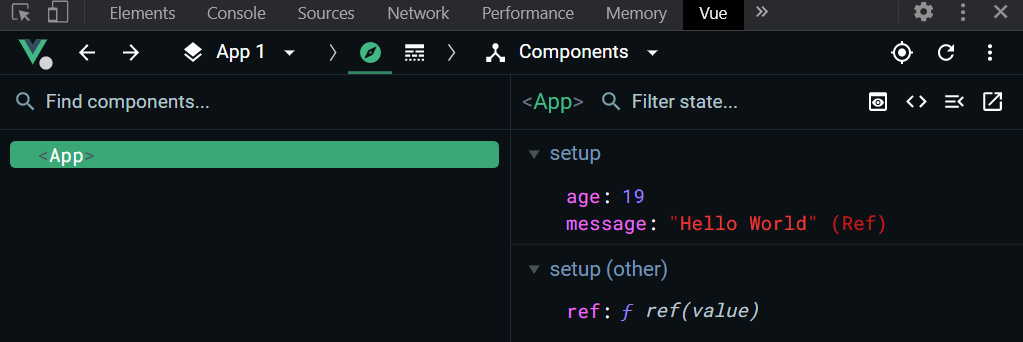 Elements Console Sources Network Performance Memory Vue »
App 1 Components
Find components...
<App> Filter state...
<App>
setup
age: 19
message: "Hello World" (Ref)
setup (other)
ref: ƒ ref(value)